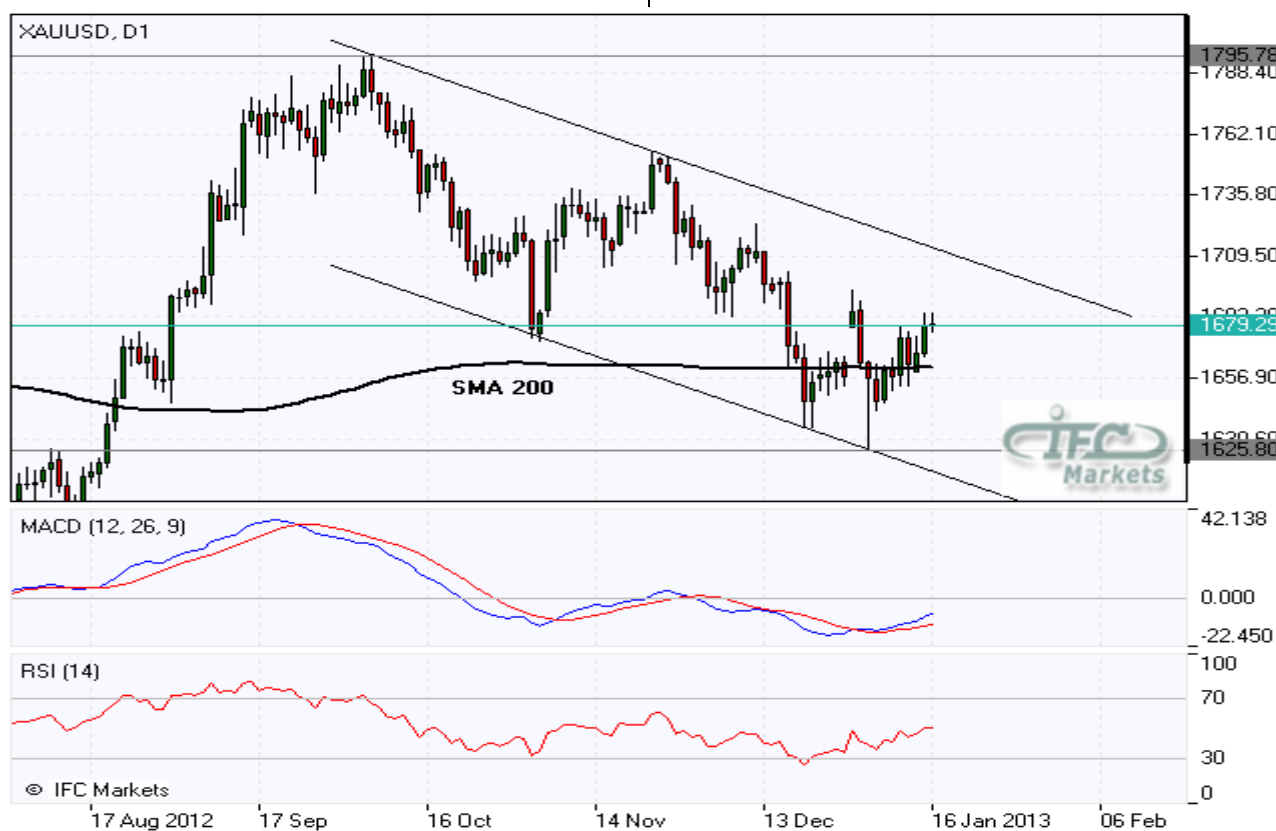 XAUUSD, D1
1795.78
1788.40
1762.10
1735.80
1709.50
1679.29
SMA 200
1656.90
1625.80
IFC
Markets
MACD (12, 26, 9)
42.138
0.000
-22.450
RSI (14)
100
70
30
0
© IFC Markets
17 Aug 2012 17 Sep 16 Oct 14 Nov 13 Dec 16 Jan 2013 06 Feb